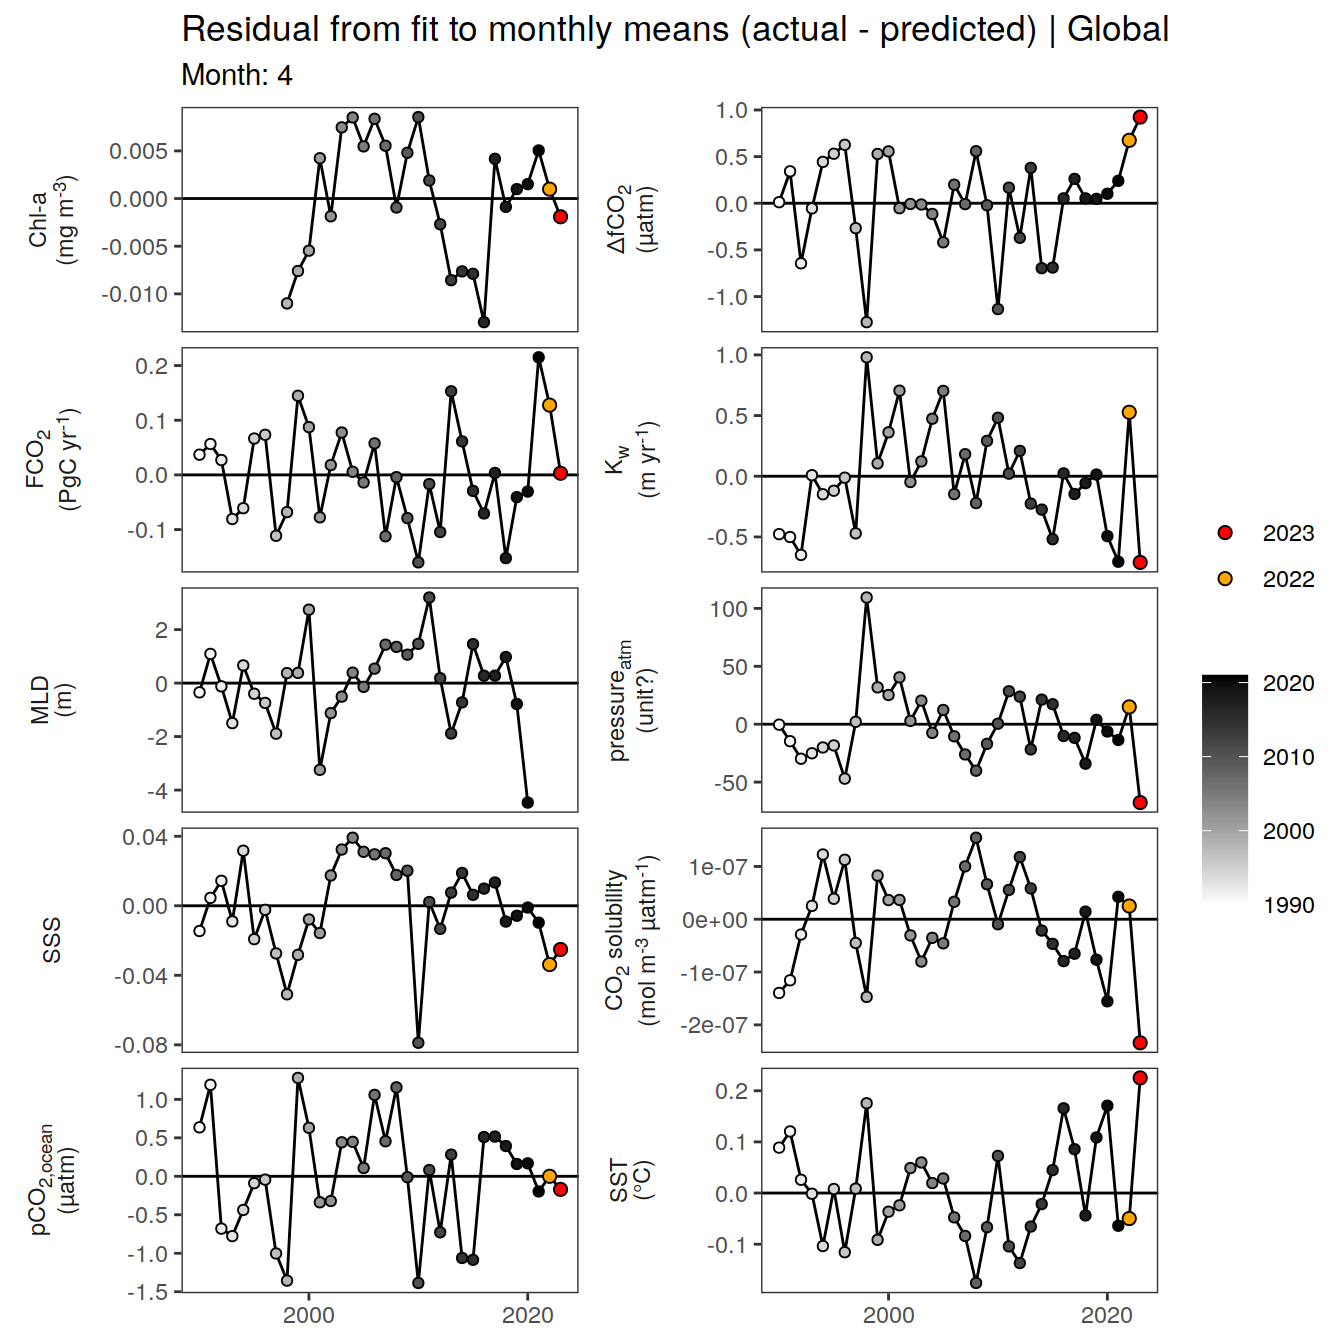 Residual from fit to monthly means (actual - predicted) | Global
Month: 4
Chl-a
(mg m-3)
0.005
0.000
-0.005
-0.010
ΔfCO2
(µatm)
1.0
0.5
0.0
-0.5
-1.0
FCO2
(PgC yr-1)
0.2
0.1
0.0
-0.1
Kw
(m yr-1)
1.0
0.5
0.0
-0.5
MLD
(m)
2
0
-2
-4
pressureatm
(unit?)
100
50
0
-50
SSS
0.04
0.00
-0.04
-0.08
CO2 solubility
(mol m-3 µatm-1)
1e-07
0e+00
-1e-07
-2e-07
pCO2,ocean
(µatm)
1.0
0.5
0.0
-0.5
-1.0
-1.5
2000
2020
SST
(°C)
0.2
0.1
0.0
-0.1
2000
2020
2023
2022
2020
2010
2000
1990